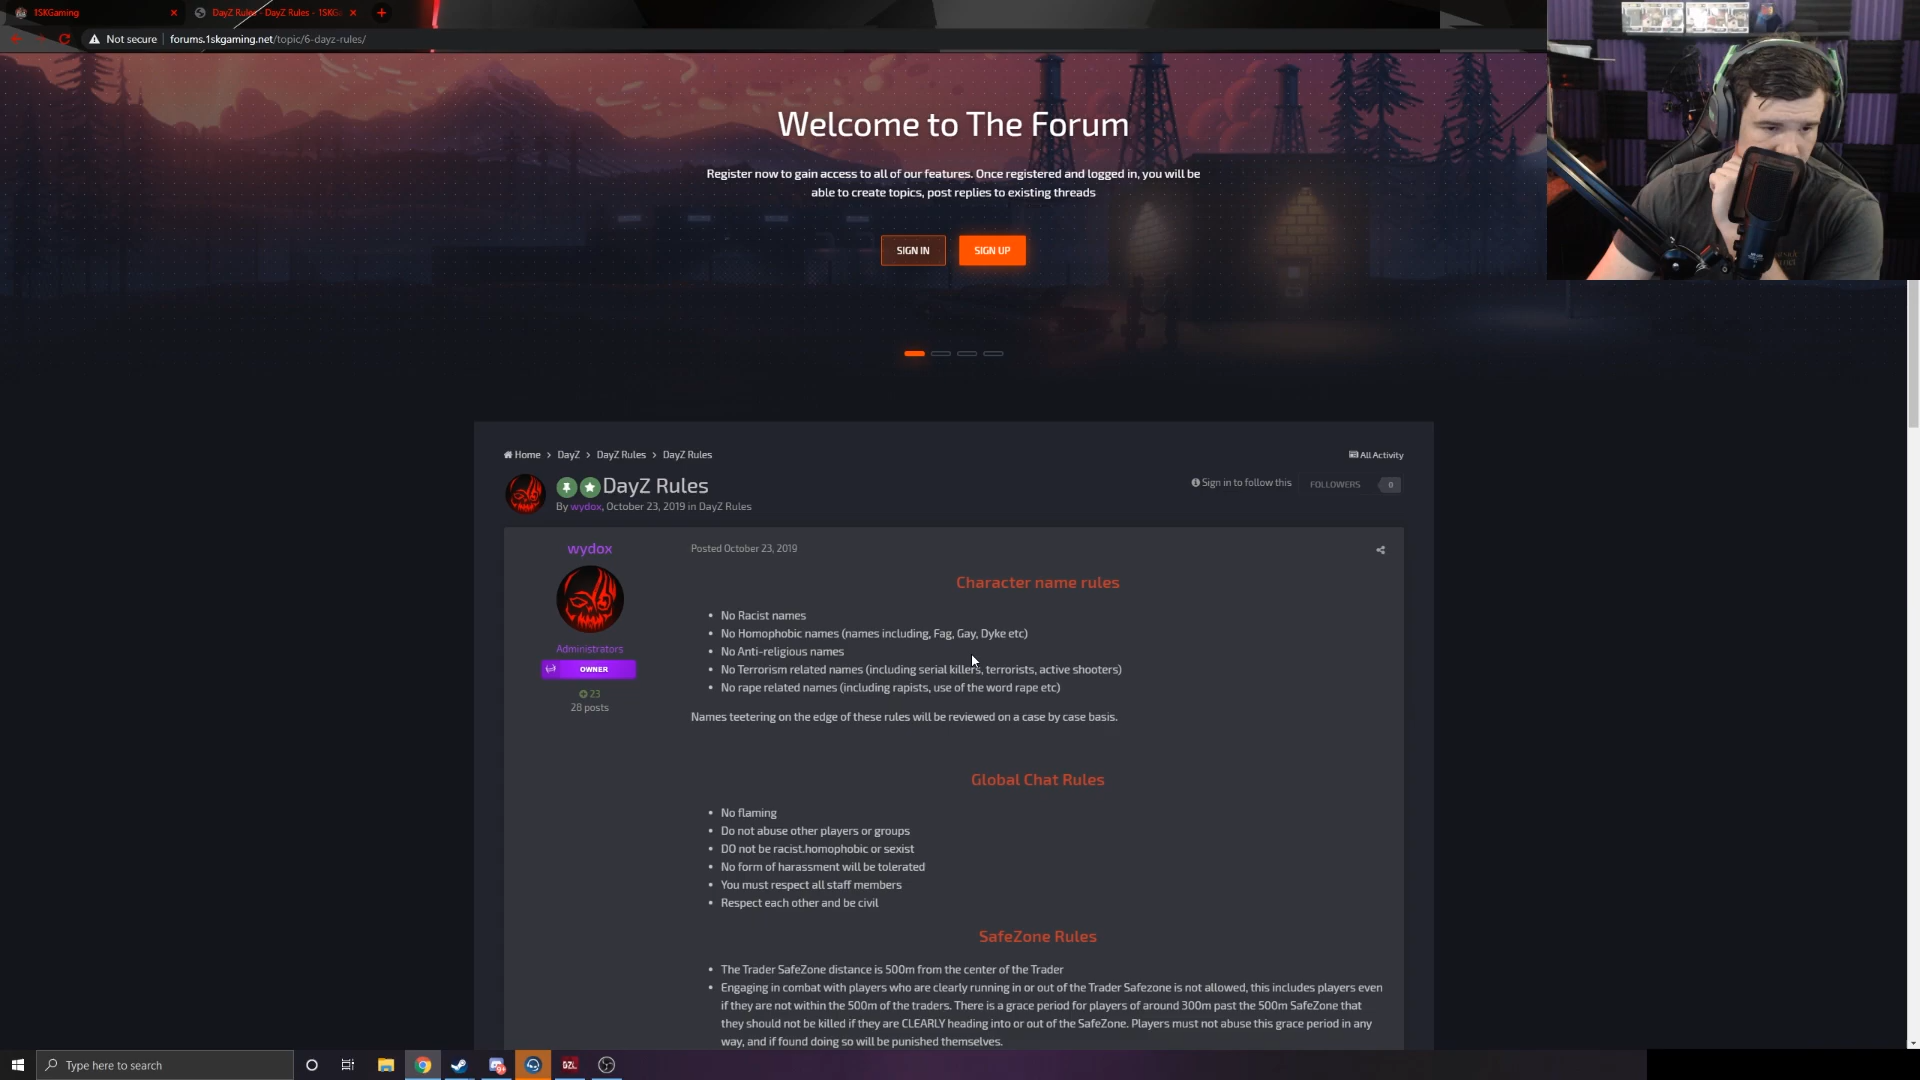 1SKGaming
DayZ Rules - DayZ Rules - 1SKG
Not secure
forums.1skgaming.net/topic/6-dayz-rules/
Welcome to The Forum
Register now to gain access to all of our features. Once registered and logged in, you will be
able to create topics, post replies to existing threads
SIGN IN
SIGN UP
Home > DayZ > DayZ Rules > DayZ Rules
All Activity
DayZ Rules
By wydox, October 23, 2019 in DayZ Rules
Sign in to follow this
FOLLOWERS 0
wydox
Administrators
OWNER
23
28 posts
Posted October 23, 2019
Character name rules
• No Racist names
• No Homophobic names (names including, Fag, Gay, Dyke etc)
• No Anti-religious names
• No Terrorism related names (including serial killers, terrorists, active shooters)
• No rape related names (including rapists, use of the word rape etc)
Names teetering on the edge of these rules will be reviewed on a case by case basis.
Global Chat Rules
• No flaming
• Do not abuse other players or groups
• DO not be racist.homophobic or sexist
• No form of harassment will be tolerated
• You must respect all staff members
• Respect each other and be civil
SafeZone Rules
• The Trader SafeZone distance is 500m from the center of the Trader
• Engaging in combat with players who are clearly running in or out of the Trader Safezone is not allowed, this includes players even
if they are not within the 500m of the traders. There is a grace period for players of around 300m past the 500m SafeZone that
they should not be killed if they are CLEARLY heading into or out of the SafeZone. Players must not abuse this grace period in any
way, and if found doing so will be punished themselves.
Type here to search
DZL